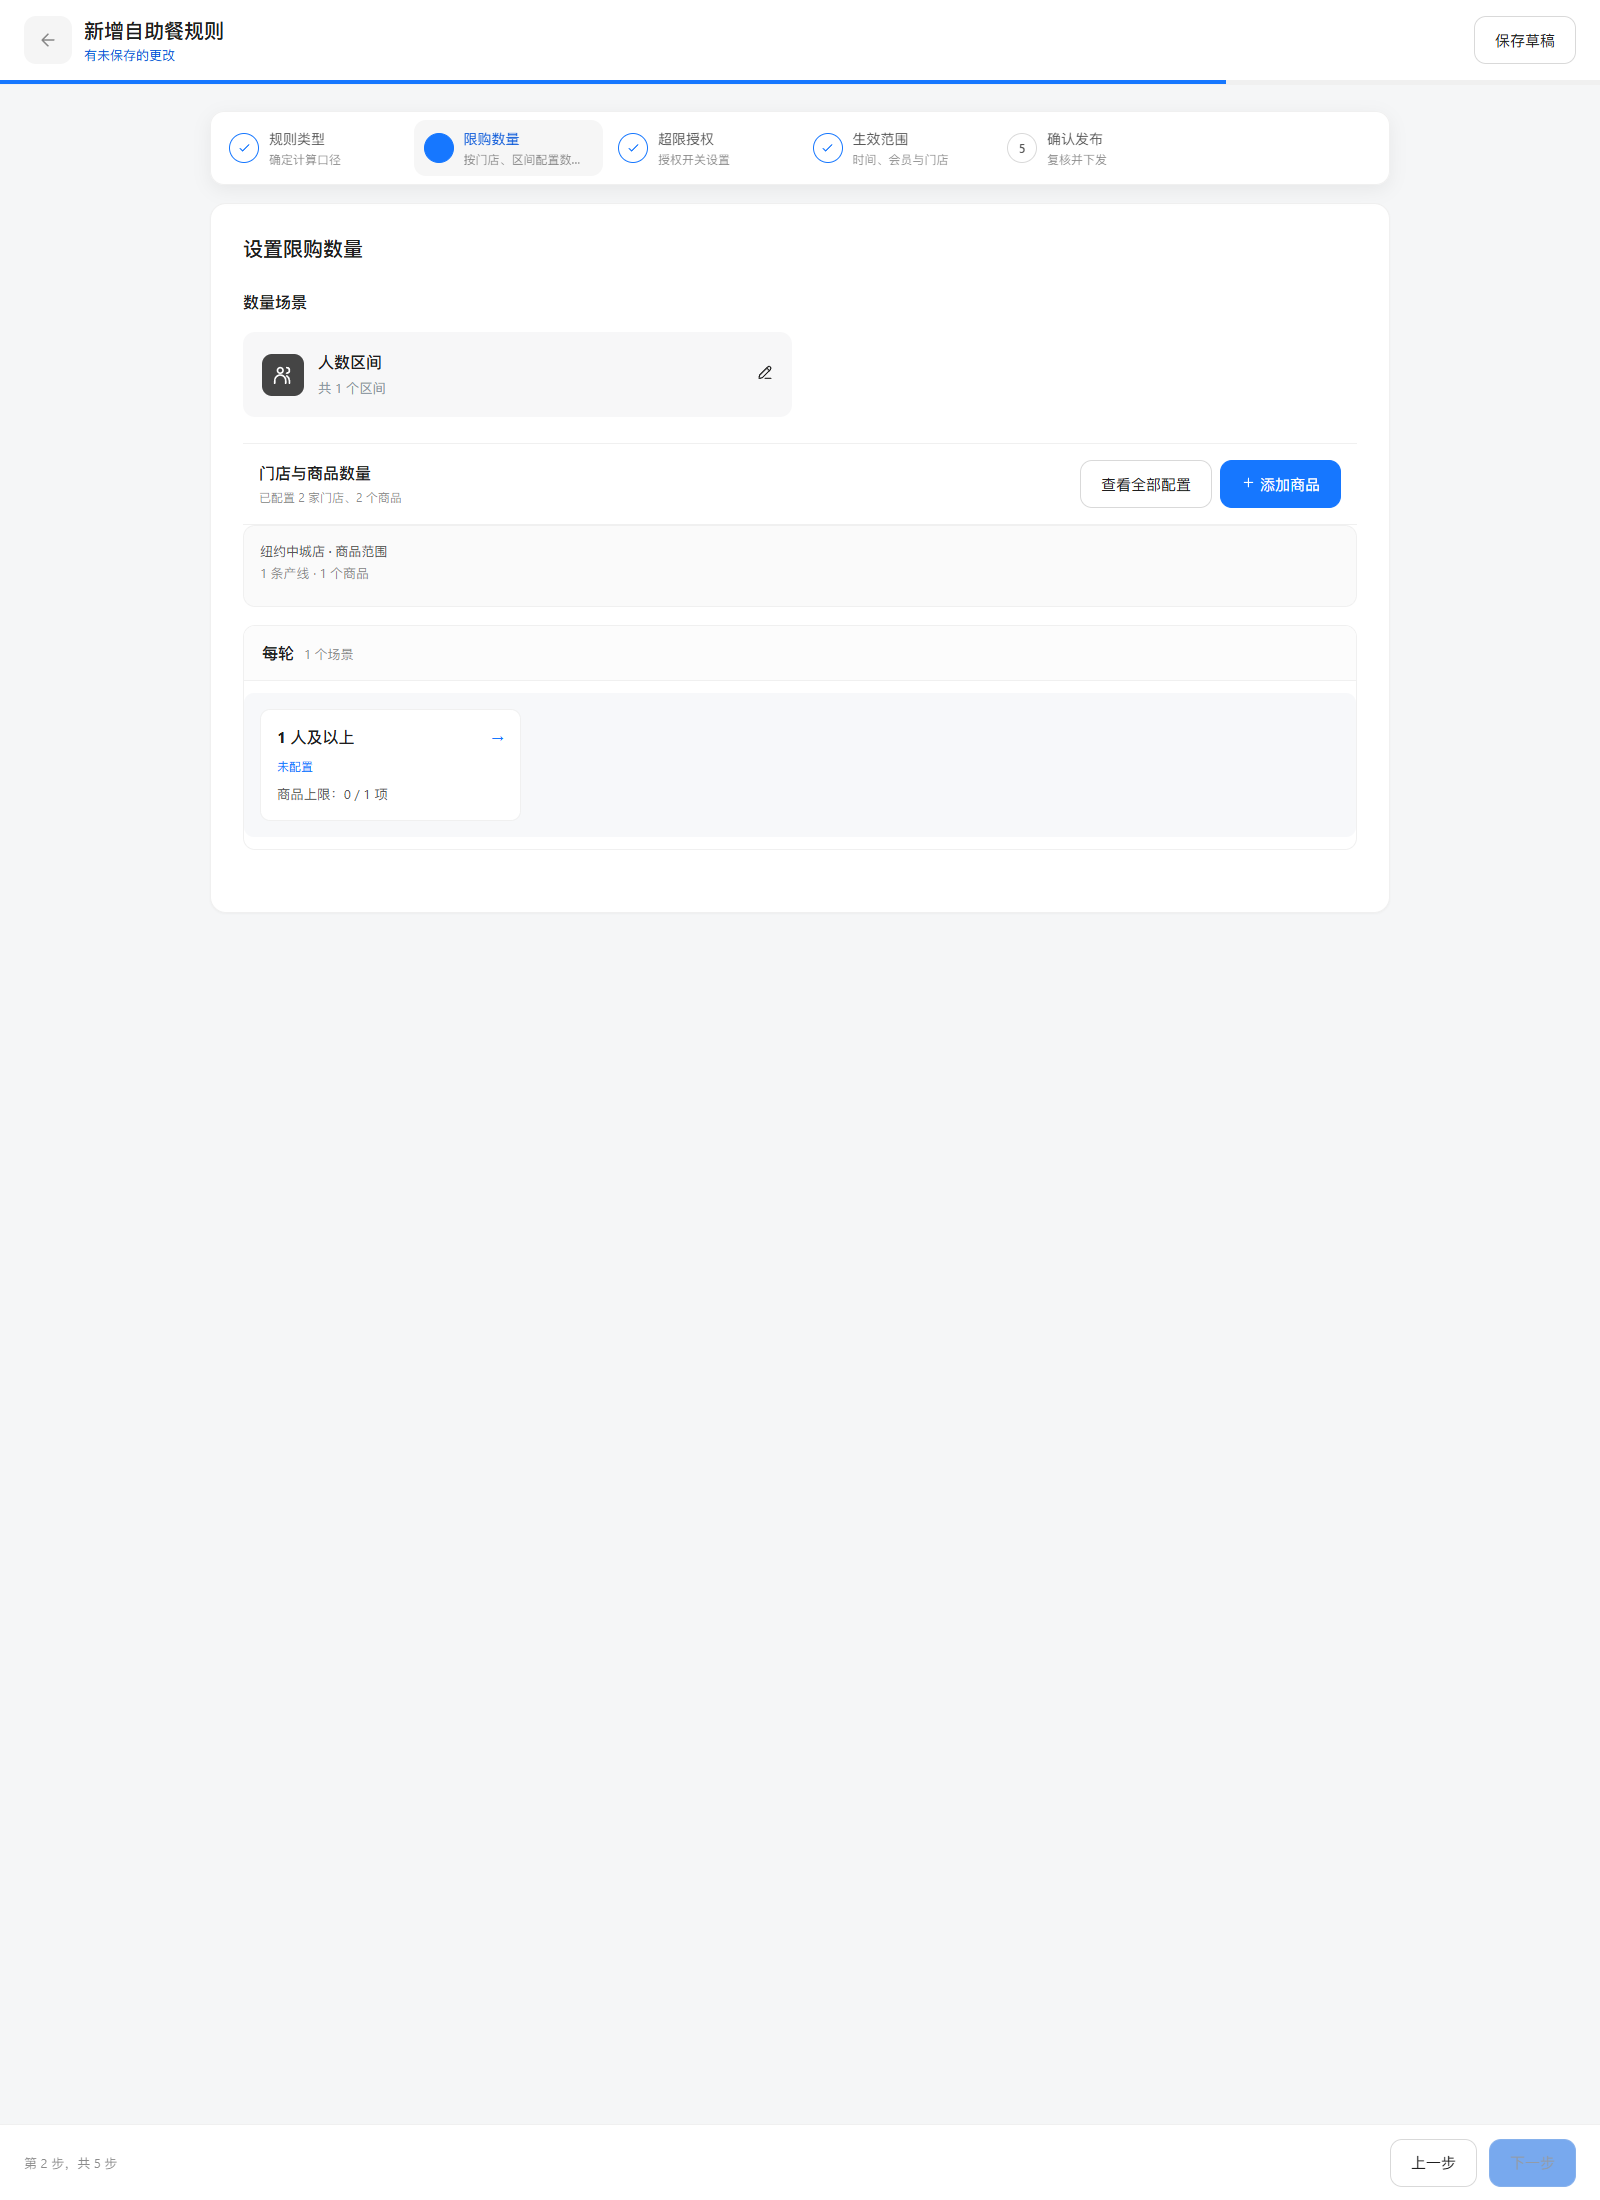 新增自助餐规则
有未保存的更改
保存草稿
规则类型
确定计算口径
限购数量
按门店、区间配置数...
超限授权
授权开关设置
生效范围
时间、会员与门店
5
确认发布
复核并下发
设置限购数量
数量场景
人数区间
共 1 个区间
门店与商品数量
已配置 2 家门店、2 个商品
查看全部配置
+ 添加商品
纽约中城店 · 商品范围
1 条产线 · 1 个商品
每轮 1 个场景
1 人及以上 →
未配置
商品上限：0 / 1 项
第 2 步，共 5 步
上一步
下一步